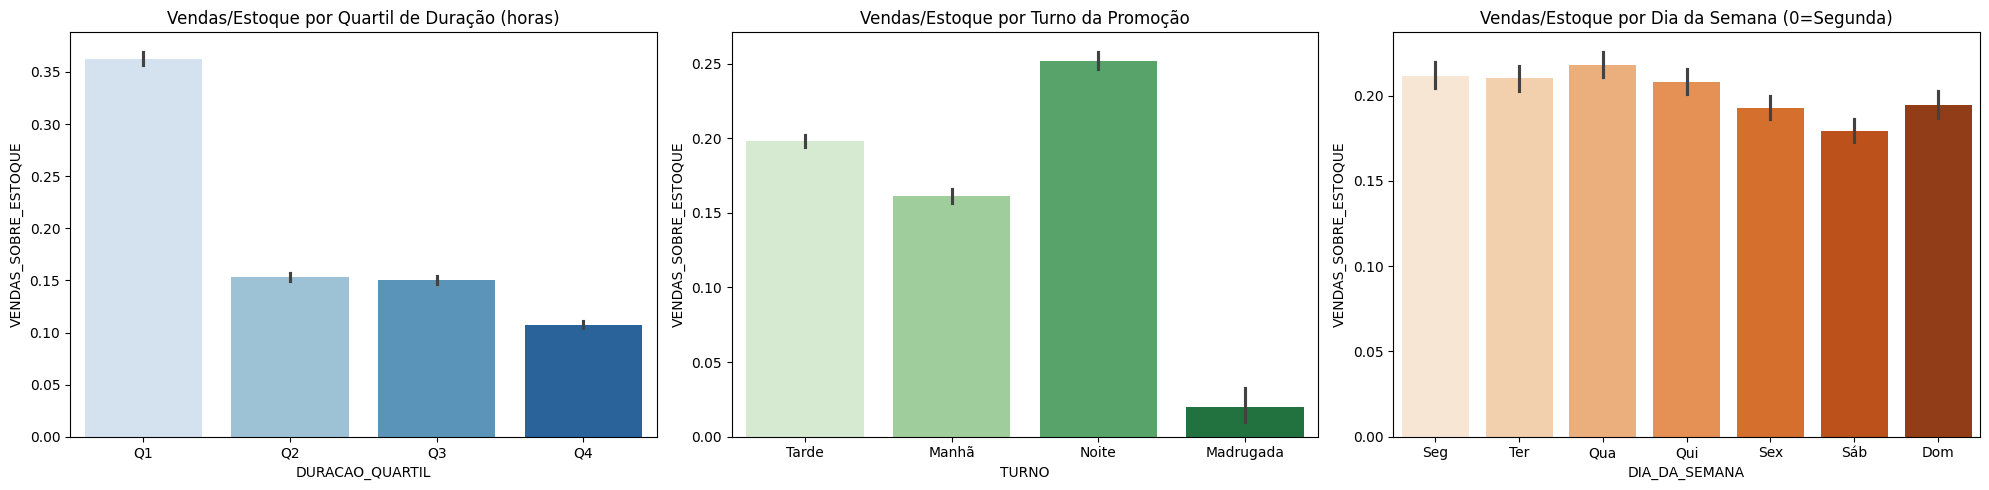 Vendas/Estoque por Quartil de Duração (horas)
VENDAS_SOBRE_ESTOQUE
0.35
0.30
0.25
0.20
0.15
0.10
0.05
0.00
Q1 Q2 Q3 Q4
DURACAO_QUARTIL
Vendas/Estoque por Turno da Promoção
VENDAS_SOBRE_ESTOQUE
0.25
0.20
0.15
0.10
0.05
0.00
Tarde Manhã Noite Madrugada
TURNO
Vendas/Estoque por Dia da Semana (0=Segunda)
VENDAS_SOBRE_ESTOQUE
0.20
0.15
0.10
0.05
0.00
Seg Ter Qua Qui Sex Sáb Dom
DIA_DA_SEMANA